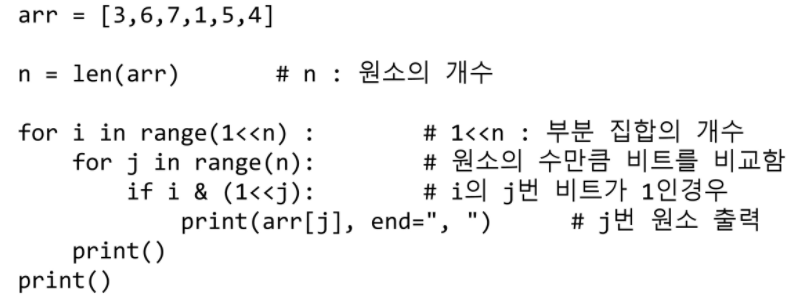 arr = [3,6,7,1,5,4]
n = len(arr)       # n : 원소의 개수
for i in range(1<<n) :          # 1<<n : 부분 집합의 개수
    for j in range(n):          # 원소의 수만큼 비트를 비교함
        if i & (1<<j):          # i의 j번 비트가 1인경우
            print(arr[j], end=", ")      # j번 원소 출력
    print()
print()